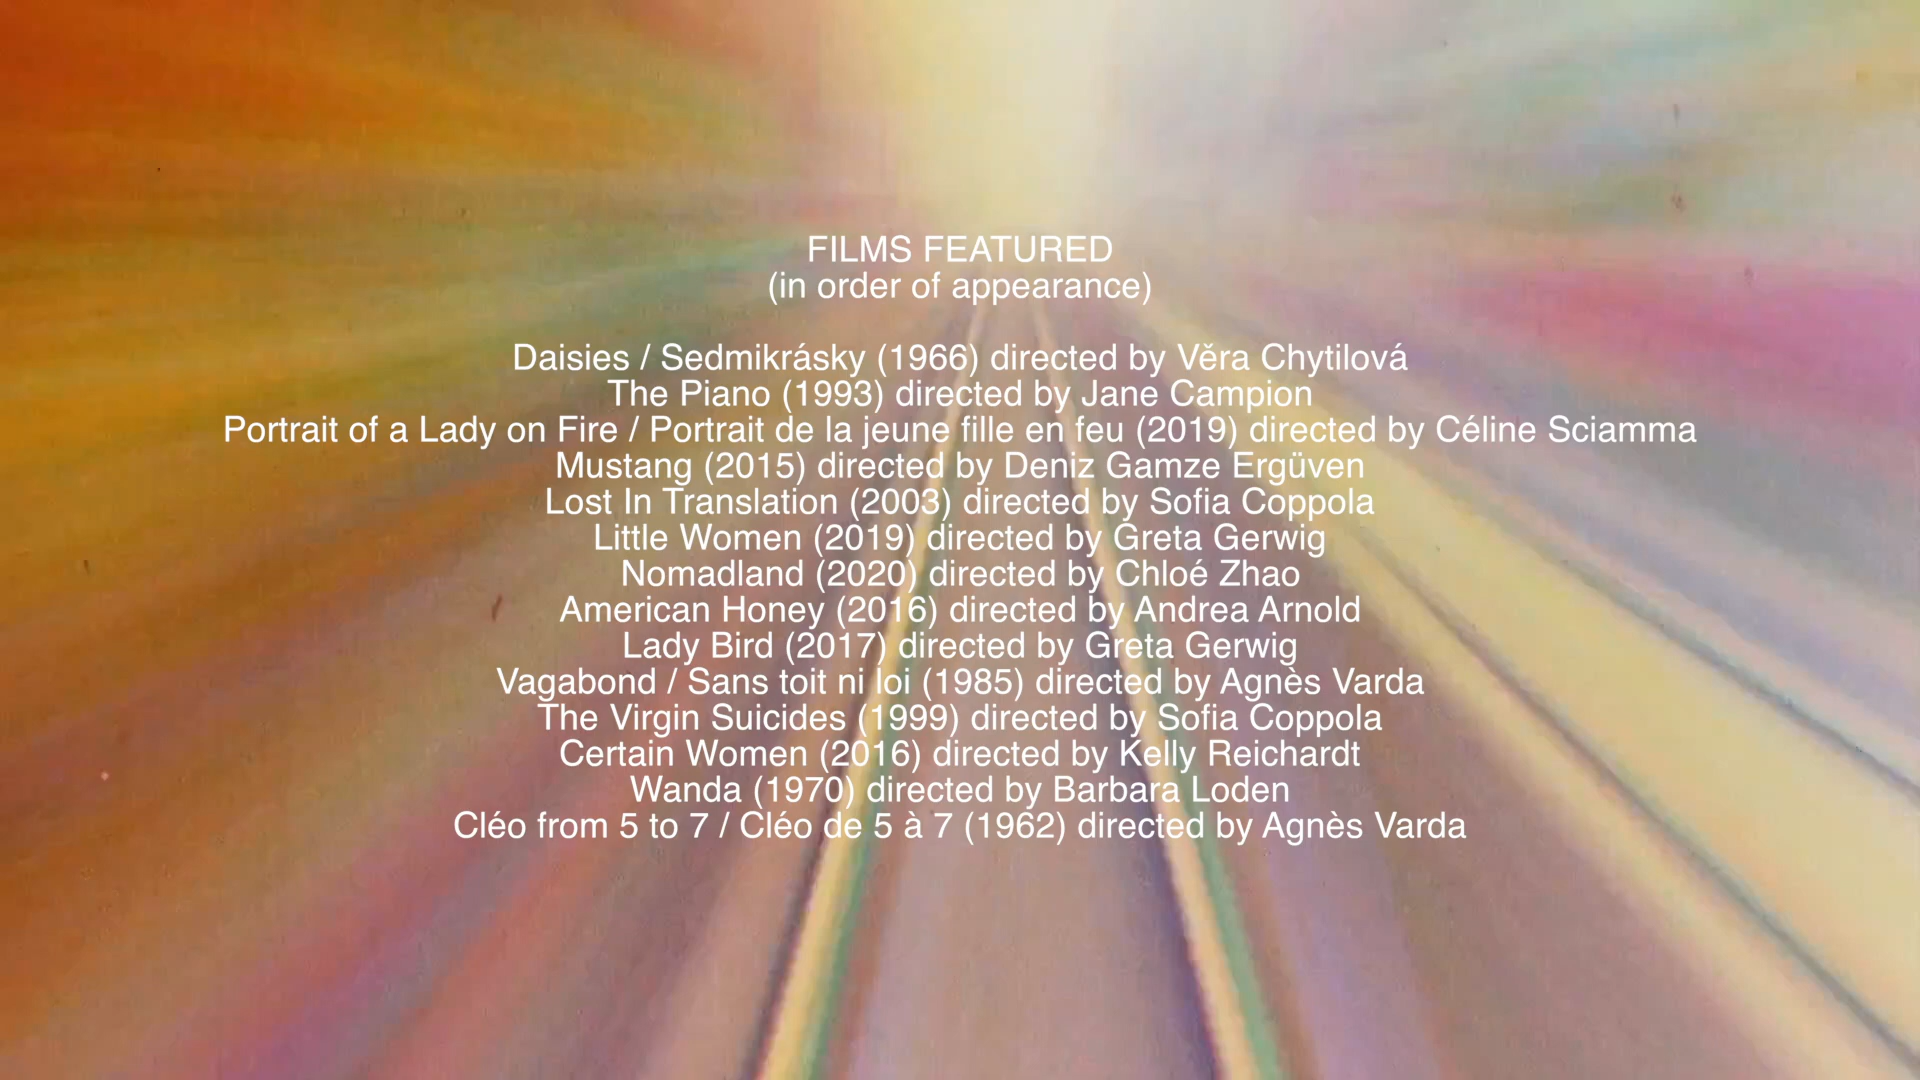 FILMS FEATURED
(in order of appearance)
Daisies / Sedmikrásky (1966) directed by Věra Chytilová
The Piano (1993) directed by Jane Campion
Portrait of a Lady on Fire / Portrait de la jeune fille en feu (2019) directed by Céline Sciamma
Mustang (2015) directed by Deniz Gamze Ergüven
Lost In Translation (2003) directed by Sofia Coppola
Little Women (2019) directed by Greta Gerwig
Nomadland (2020) directed by Chloé Zhao
American Honey (2016) directed by Andrea Arnold
Lady Bird (2017) directed by Greta Gerwig
Vagabond / Sans toit ni loi (1985) directed by Agnès Varda
The Virgin Suicides (1999) directed by Sofia Coppola
Certain Women (2016) directed by Kelly Reichardt
Wanda (1970) directed by Barbara Loden
Cléo from 5 to 7 / Cléo de 5 à 7 (1962) directed by Agnès Varda